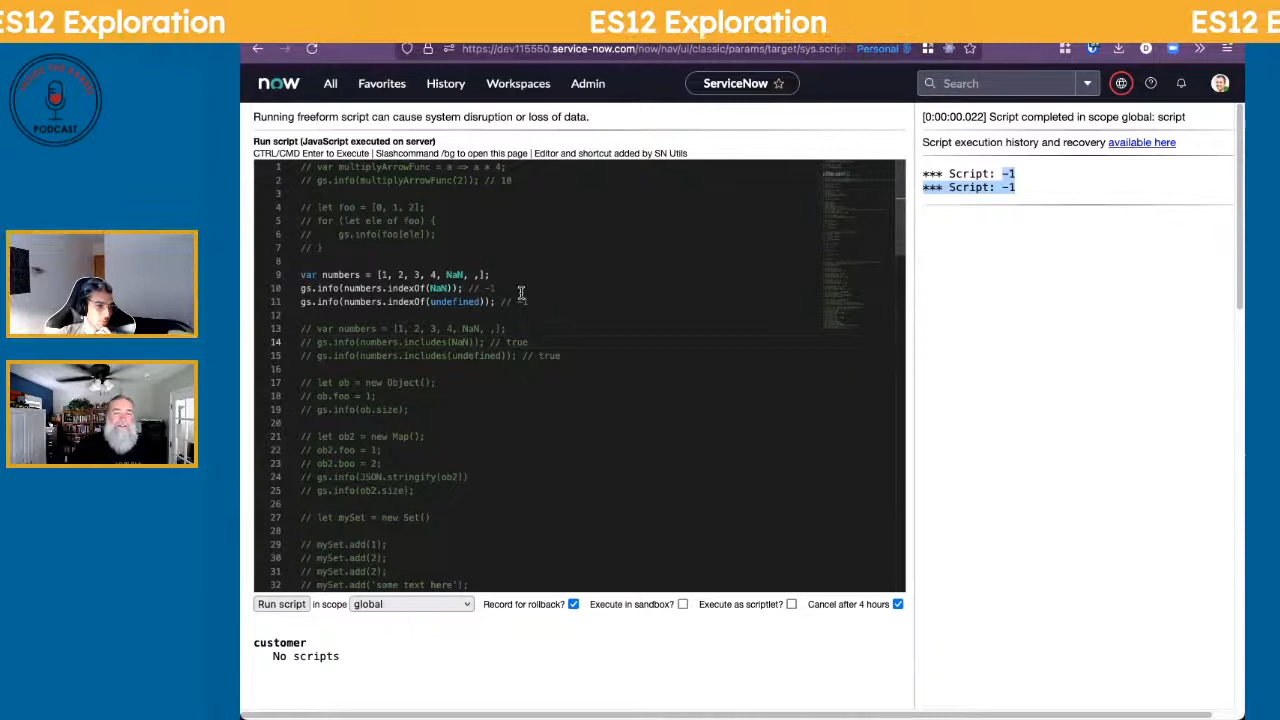 ES12 Exploration
ES12 Exploration
ES12 E
PODCAST
https://dev115550.service-now.com/now/nav/ui/classic/params/target/sys.scrip
Personal
now
All
Favorites
History
Workspaces
Admin
ServiceNow
Search
Running freeform script can cause system disruption or loss of data.
Run script (JavaScript executed on server)
CTRL/CMD Enter to Execute | Slashcommand /bg to open this page | Editor and shortcut added by SN Utils
1 // var multiplyArrowFunc = a => a * 4;
2 // gs.info(multiplyArrowFunc(2)); // 10
3
4 // let foo = [0, 1, 2];
5 // for (let ele of foo) {
6 //     gs.info(foo[ele]);
7 // }
8
9 var numbers = [1, 2, 3, 4, NaN, ,];
10 gs.info(numbers.indexOf(NaN)); // -1
11 gs.info(numbers.indexOf(undefined)); // -1
12
13 // var numbers = [1, 2, 3, 4, NaN, ,];
14 // gs.info(numbers.includes(NaN)); // true
15 // gs.info(numbers.includes(undefined)); // true
16
17 // let ob = new Object();
18 // ob.foo = 1;
19 // gs.info(ob.size);
20
21 // let ob2 = new Map();
22 // ob2.foo = 1;
23 // ob2.boo = 2;
24 // gs.info(JSON.stringify(ob2))
25 // gs.info(ob2.size);
26
27 // let mySet = new Set()
28
29 // mySet.add(1);
30 // mySet.add(2);
31 // mySet.add(2);
32 // mySet.add('some text here');
Run script in scope global Record for rollback? Execute in sandbox? Execute as scriptlet? Cancel after 4 hours
customer
No scripts
[0:00:00.022] Script completed in scope global: script
Script execution history and recovery available here
*** Script: -1
*** Script: -1